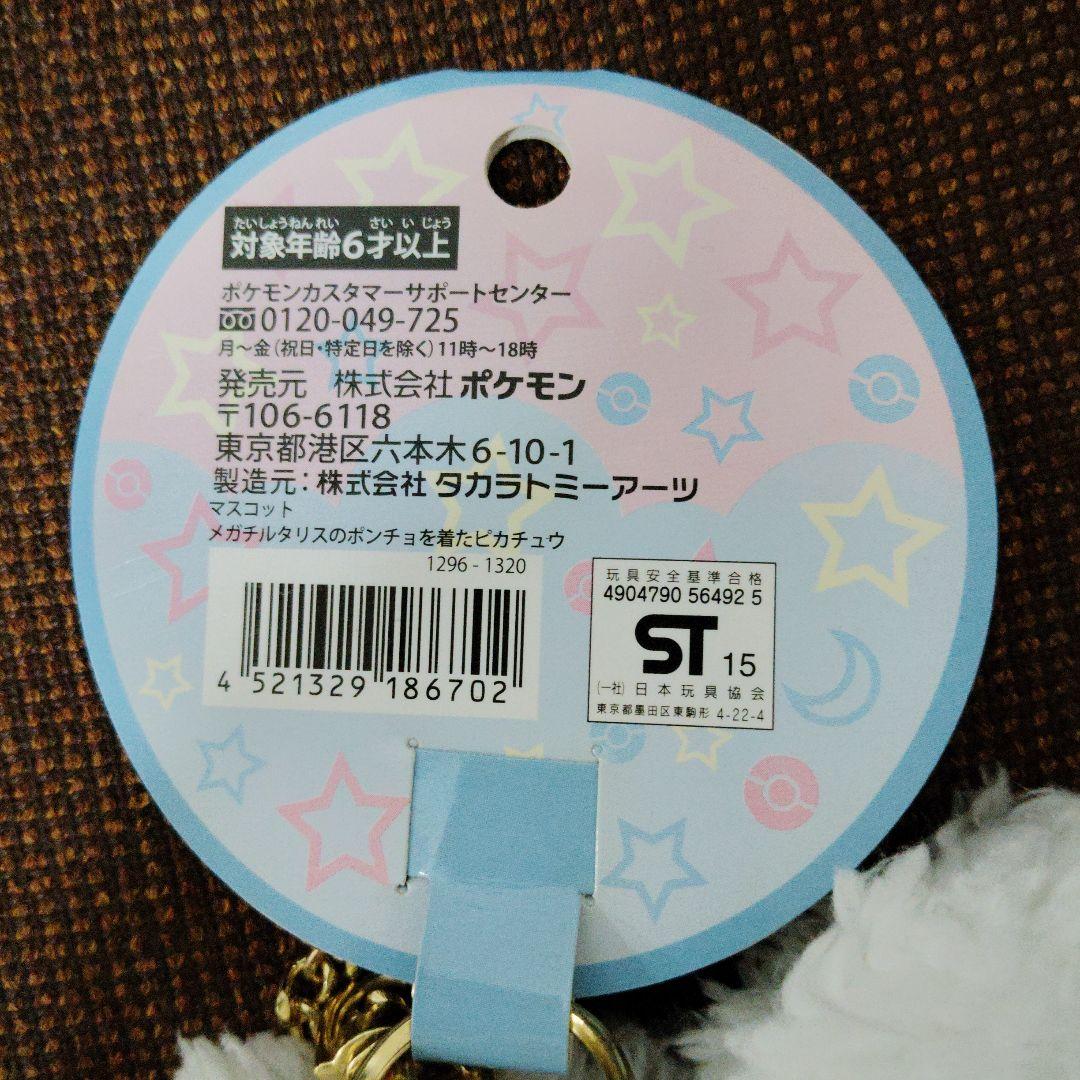 たいしょうねんれい さい い じょう
対象年齢6才以上
ポケモンカスタマーサポートセンター
0120-049-725
月～金(祝日・特定日を除く)11時～18時
発売元 株式会社 ポケモン
〒106-6118
東京都港区六本木6-10-1
製造元：株式会社 タカラトミーアーツ
マスコット
メガチルタリスのポンチョを着たピカチュウ
1296 - 1320
4 521329 186702
玩具安全基準合格
4904790 56492 5
ST 15
(一社) 日本玩具協会
東京都墨田区東駒形 4-22-4